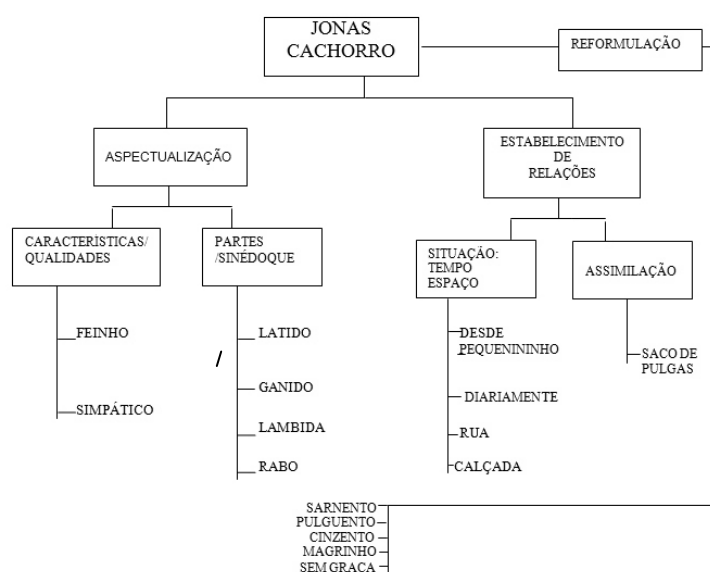 JONAS
CACHORRO
REFORMULAÇÃO
ASPECTUALIZAÇÃO
ESTABELECIMENTO
DE
RELAÇÕES
CARACTERISTICAS/
QUALIDADES
PARTES
/SINÉDOQUE
SITUAÇÃO:
TEMPO
ESPAÇO
ASSIMILAÇÃO
FEINHO
SIMPÁTICO
/
LATIDO
GANIDO
LAMBIDA
RABO
DESDE
PEQUENININHO
DIARIAMENTE
RUA
CALÇADA
SACO DE
PULGAS
SARNENTO
PULGUENTO
CINZENTO
MAGRINHO
SEM GRAÇA